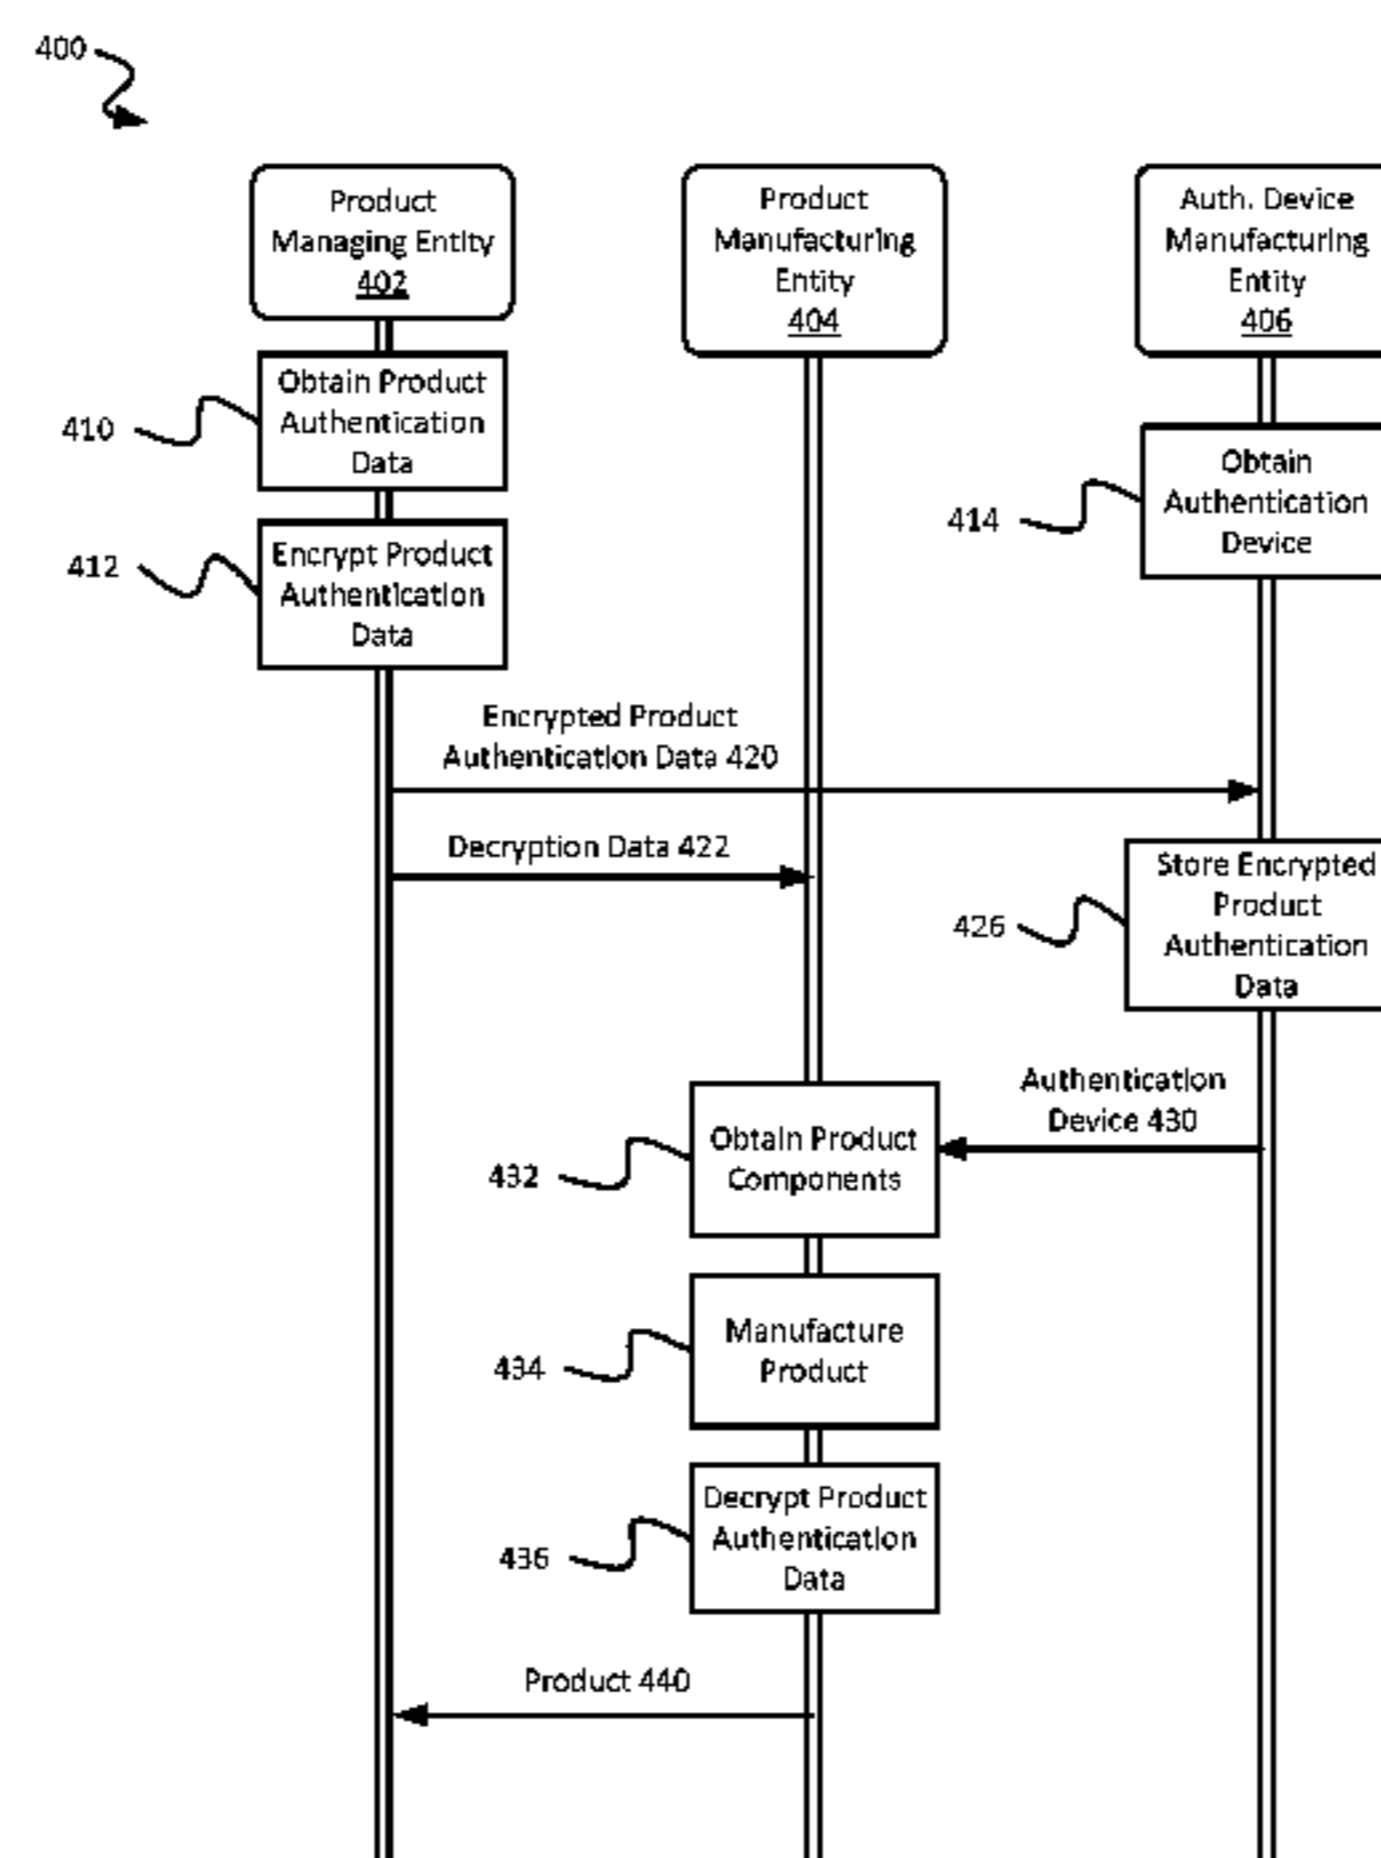 400
Product
Managing Entity
402
Product
Manufacturing
Entity
404
Auth. Device
Manufacturing
Entity
406
410
Obtain Product
Authentication
Data
412
Encrypt Product
Authentication
Data
414
Obtain
Authentication
Device
Encrypted Product
Authentication Data 420
Decryption Data 422
426
Store Encrypted
Product
Authentication
Data
Authentication
Device 430
432
Obtain Product
Components
434
Manufacture
Product
436
Decrypt Product
Authentication
Data
Product 440